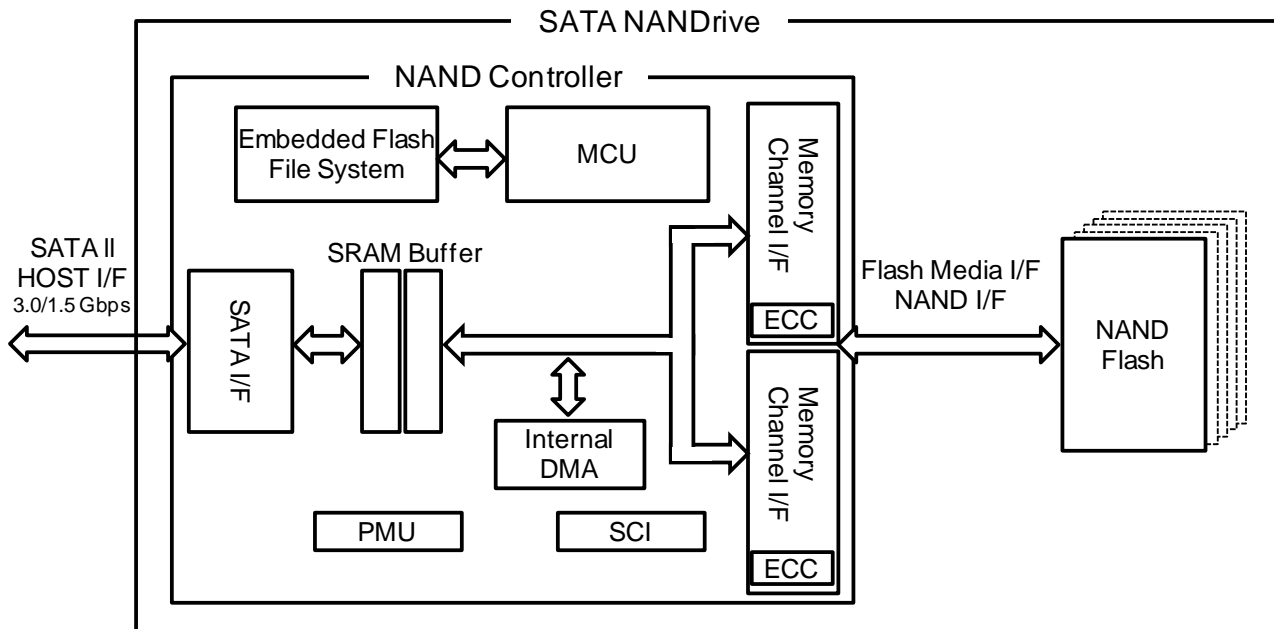 SATA NANDrive
NAND Controller
Embedded Flash
File System
MCU
Memory
Channel I/F
ECC
SATA II
HOST I/F
3.0/1.5 Gbps
SATA I/F
SRAM Buffer
Internal
DMA
PMU
SCI
Memory
Channel I/F
ECC
Flash Media I/F
NAND I/F
NAND
Flash